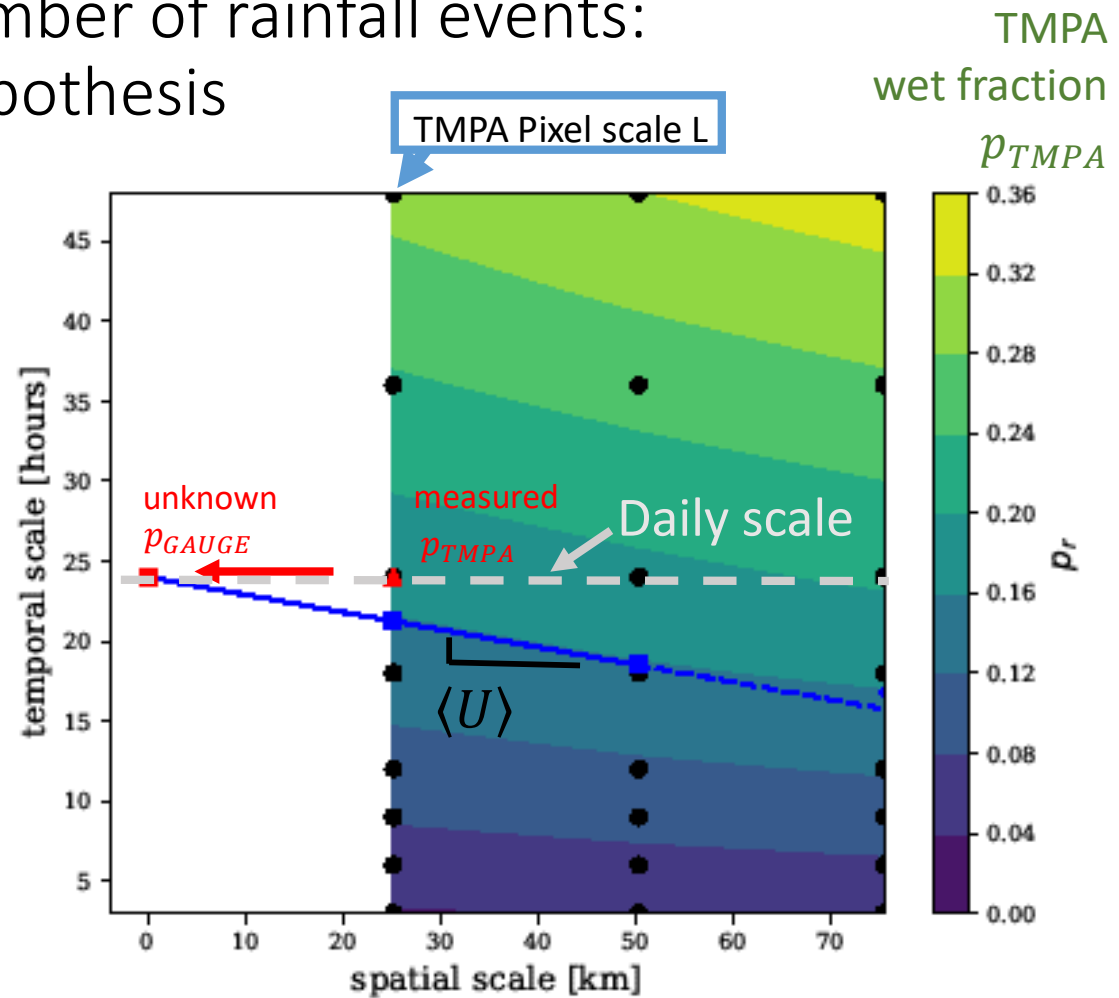 mber of rainfall events:
pothesis
TMPA
wet fraction
p_TMPA
TMPA Pixel scale L
temporal scale [hours]
45
40
35
30
25
20
15
10
5
unknown
p_GAUGE
measured
p_TMPA
Daily scale
⟨U⟩
0 10 20 30 40 50 60 70
spatial scale [km]
0.36
0.32
0.28
0.24
0.20
0.16
0.12
0.08
0.04
0.00
p_r